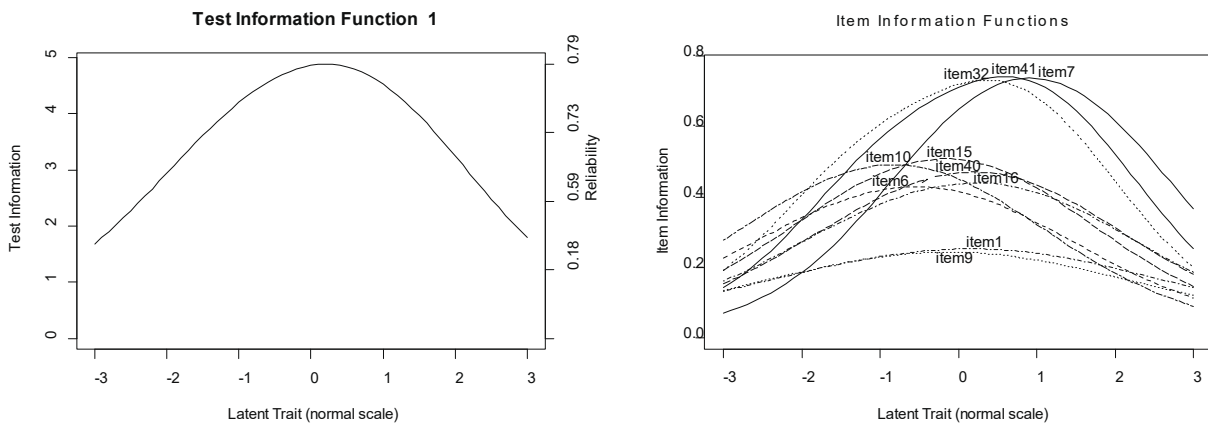 Test Information Function 1
Test Information
5
4
3
2
1
0
0.79
0.73
0.59
0.18
Reliability
-3 -2 -1 0 1 2 3
Latent Trait (normal scale)
Item Information Functions
Item Information
0.8
0.6
0.4
0.2
0.0
item32
item41
item7
item10
item15
item40
item6
item16
item1
item9
-3 -2 -1 0 1 2 3
Latent Trait (normal scale)